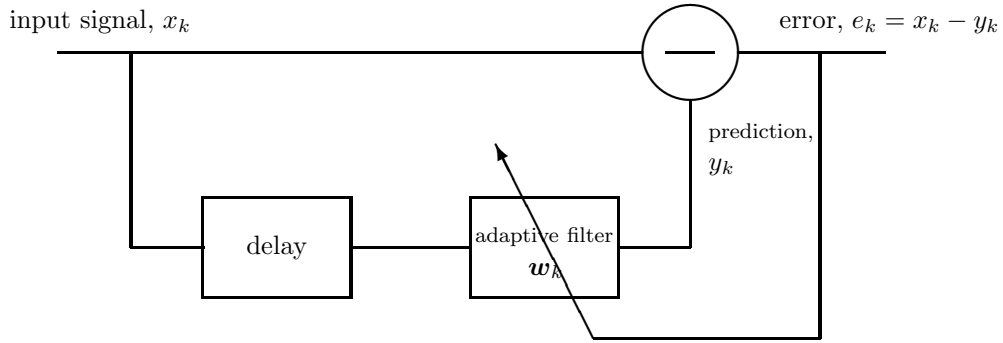 input signal, x_k
error, e_k = x_k − y_k
prediction,
y_k
delay
adaptive filter
w_k